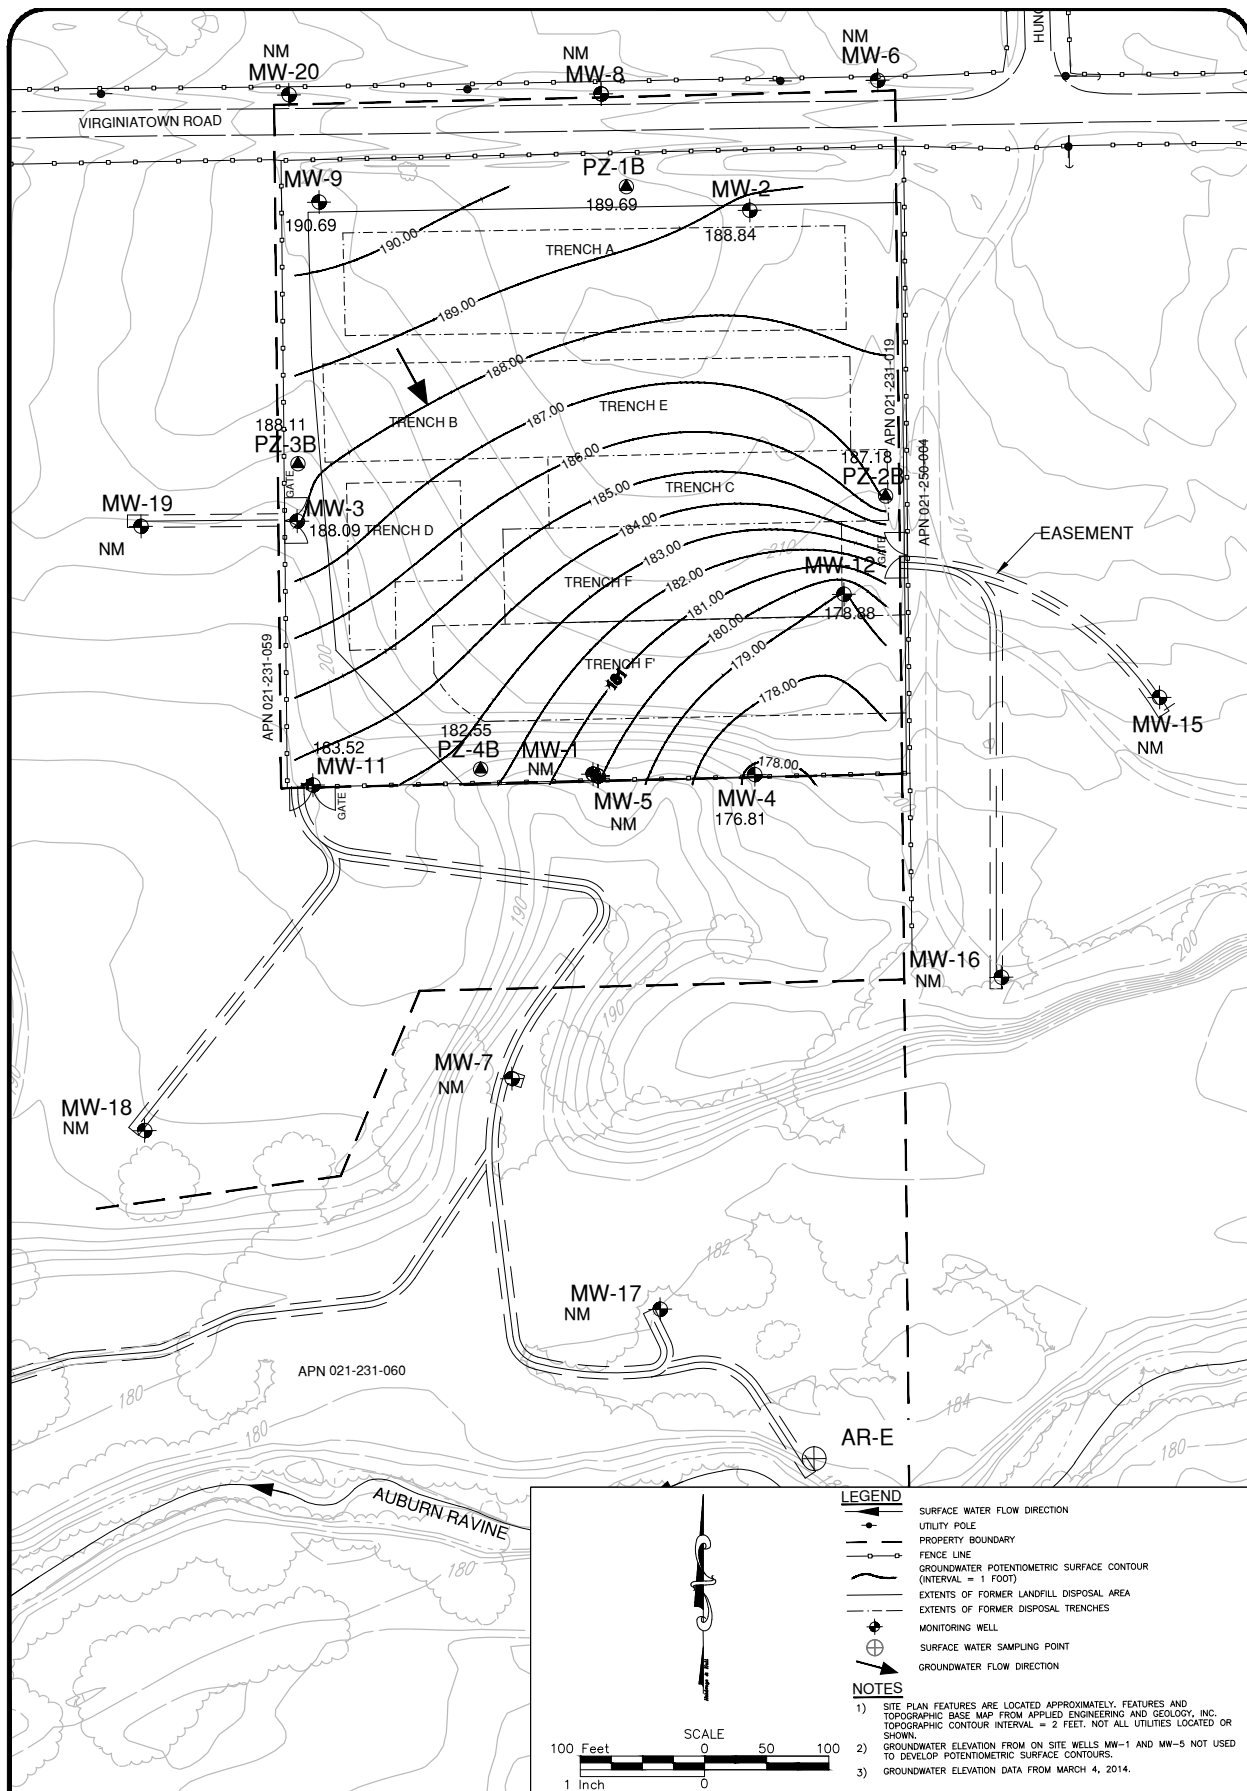 NM
MW-20
NM
MW-8
NM
MW-6
HUNG
VIRGINIATOWN ROAD
MW-9
190.69
PZ-1B
189.69
MW-2
188.84
190.00
TRENCH A
189.00
188.00
APN 021-231-019
187.00
TRENCH E
TRENCH B
188.11
PZ-3B
GATE
186.00
187.18
PZ-2B
APN 021-250-004
185.00
TRENCH C
MW-19
NM
MW-3
188.09
TRENCH D
184.00
210
210
EASEMENT
183.00
GATE
MW-12
178.88
TRENCH F
182.00
181.00
180.00
179.00
TRENCH F'
181
178.00
200
APN 021-231-059
MW-15
NM
183.52
MW-11
GATE
182.55
PZ-4B
MW-1
NM
MW-5
NM
178.00
MW-4
176.81
190
190
MW-16
NM
200
MW-7
NM
MW-18
NM
182
MW-17
NM
APN 021-231-060
180
180
184
180
AR-E
AUBURN RAVINE
180
LEGEND
SURFACE WATER FLOW DIRECTION
UTILITY POLE
PROPERTY BOUNDARY
FENCE LINE
GROUNDWATER POTENTIOMETRIC SURFACE CONTOUR
(INTERVAL = 1 FOOT)
EXTENTS OF FORMER LANDFILL DISPOSAL AREA
EXTENTS OF FORMER DISPOSAL TRENCHES
MONITORING WELL
SURFACE WATER SAMPLING POINT
GROUNDWATER FLOW DIRECTION
NOTES
1) SITE PLAN FEATURES ARE LOCATED APPROXIMATELY. FEATURES AND
TOPOGRAPHIC BASE MAP FROM APPLIED ENGINEERING AND GEOLOGY, INC.
TOPOGRAPHIC CONTOUR INTERVAL = 2 FEET. NOT ALL UTILITIES LOCATED OR
SHOWN.
2) GROUNDWATER ELEVATION FROM ON SITE WELLS MW-1 AND MW-5 NOT USED
TO DEVELOP POTENTIOMETRIC SURFACE CONTOURS.
3) GROUNDWATER ELEVATION DATA FROM MARCH 4, 2014.
SCALE
100 Feet 0 50 100
1 Inch 0